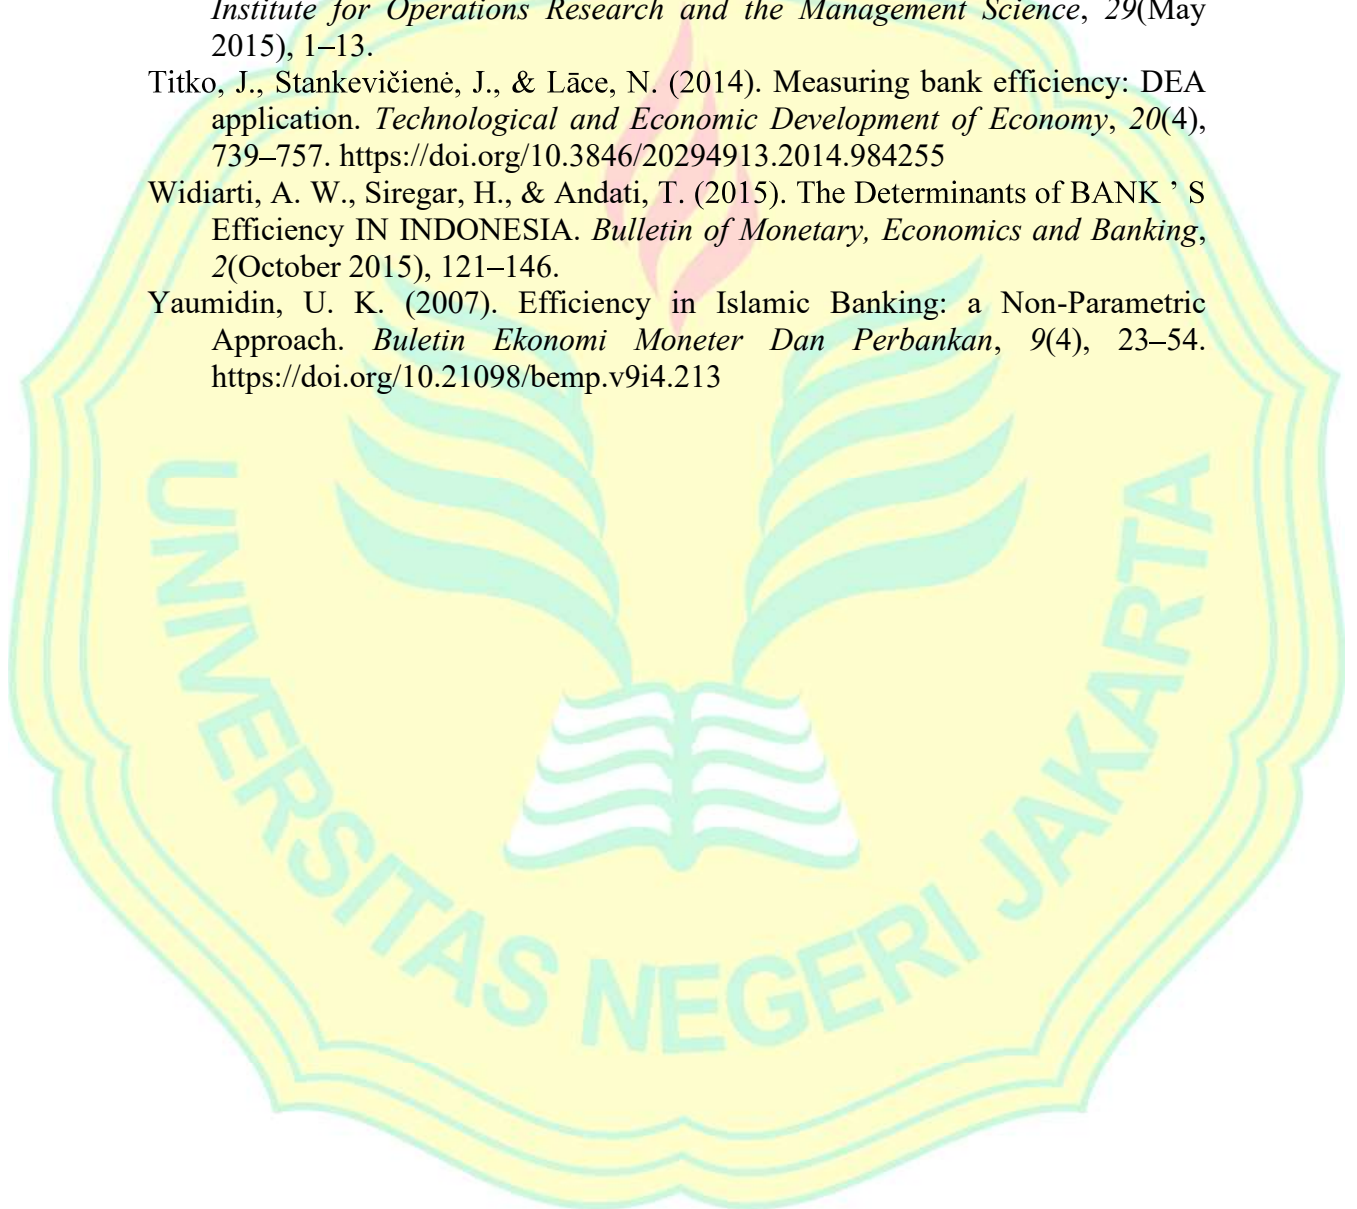 Institute for Operations Research and the Management Science, 29(May
2015), 1–13.
Titko, J., Stankevičienė, J., & Lāce, N. (2014). Measuring bank efficiency: DEA
application. Technological and Economic Development of Economy, 20(4),
739–757. https://doi.org/10.3846/20294913.2014.984255
Widiarti, A. W., Siregar, H., & Andati, T. (2015). The Determinants of BANK ’ S
Efficiency IN INDONESIA. Bulletin of Monetary, Economics and Banking,
2(October 2015), 121–146.
Yaumidin, U. K. (2007). Efficiency in Islamic Banking: a Non-Parametric
Approach. Buletin Ekonomi Moneter Dan Perbankan, 9(4), 23–54.
https://doi.org/10.21098/bemp.v9i4.213
UNIVERSITAS NEGERI JAKARTA